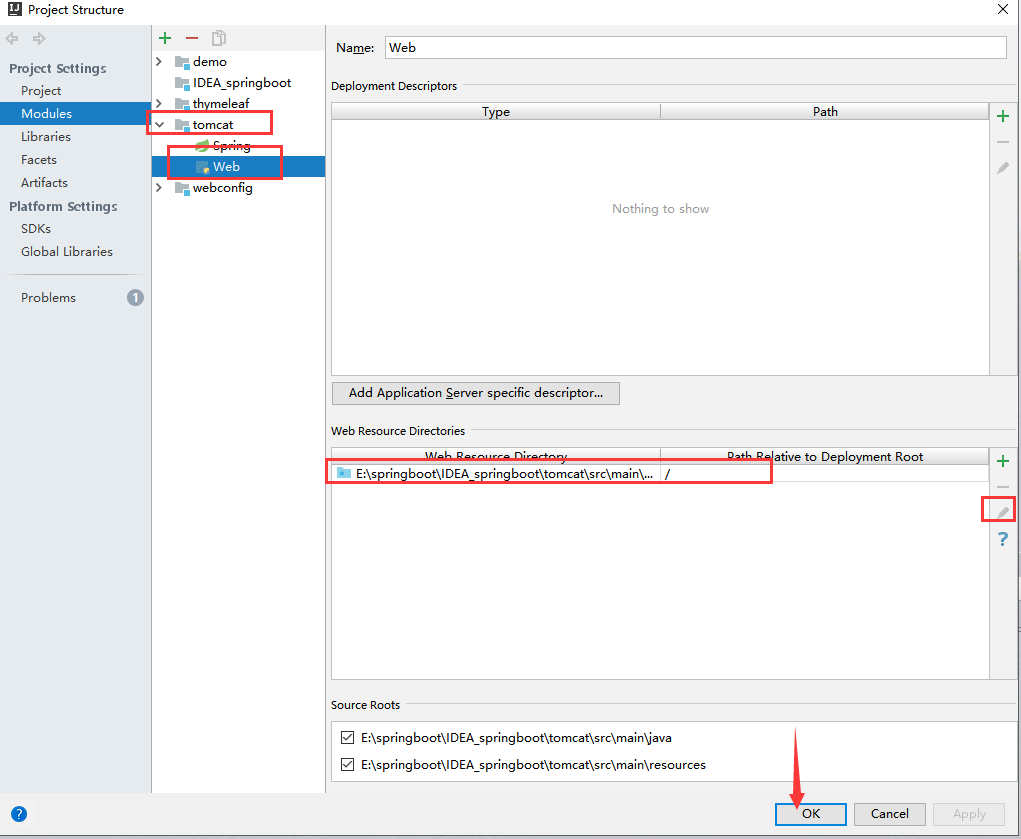 Project Structure
Project Settings
Project
Modules
Libraries
Facets
Artifacts
Platform Settings
SDKs
Global Libraries
Problems
1
demo
IDEA_springboot
thymeleaf
tomcat
Spring
Web
webconfig
Name: Web
Deployment Descriptors
Type Path
Nothing to show
Add Application Server specific descriptor...
Web Resource Directories
Web Resource Directory Path Relative to Deployment Root
E:\springboot\IDEA_springboot\tomcat\src\main\... /
?
Source Roots
E:\springboot\IDEA_springboot\tomcat\src\main\java
E:\springboot\IDEA_springboot\tomcat\src\main\resources
? OK Cancel Apply